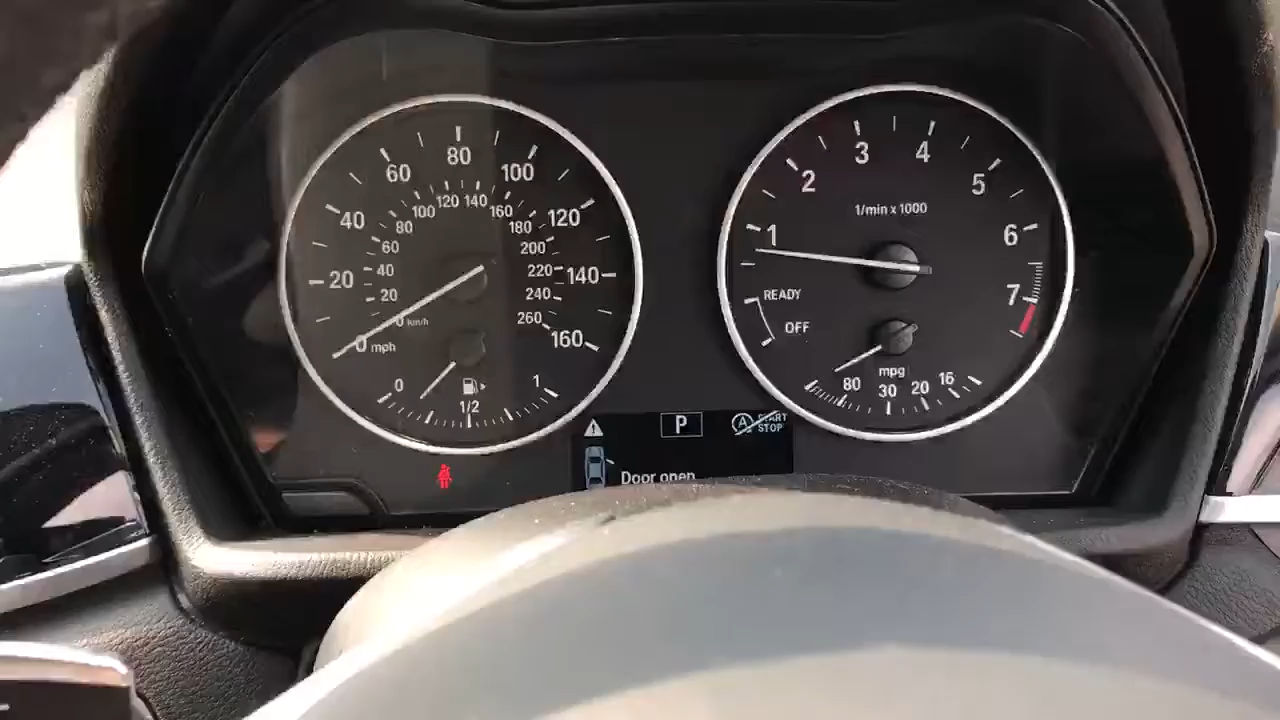 20 40 60 80 100 120 140 160
20 40 60 80 100 120 140 160 180 200 220 240 260
0 km/h
0 mph
0 1/2 1
1 2 3 4 5 6 7
1/min x 1000
READY
OFF
mpg
80 30 20 16
P
A START
STOP
Door open